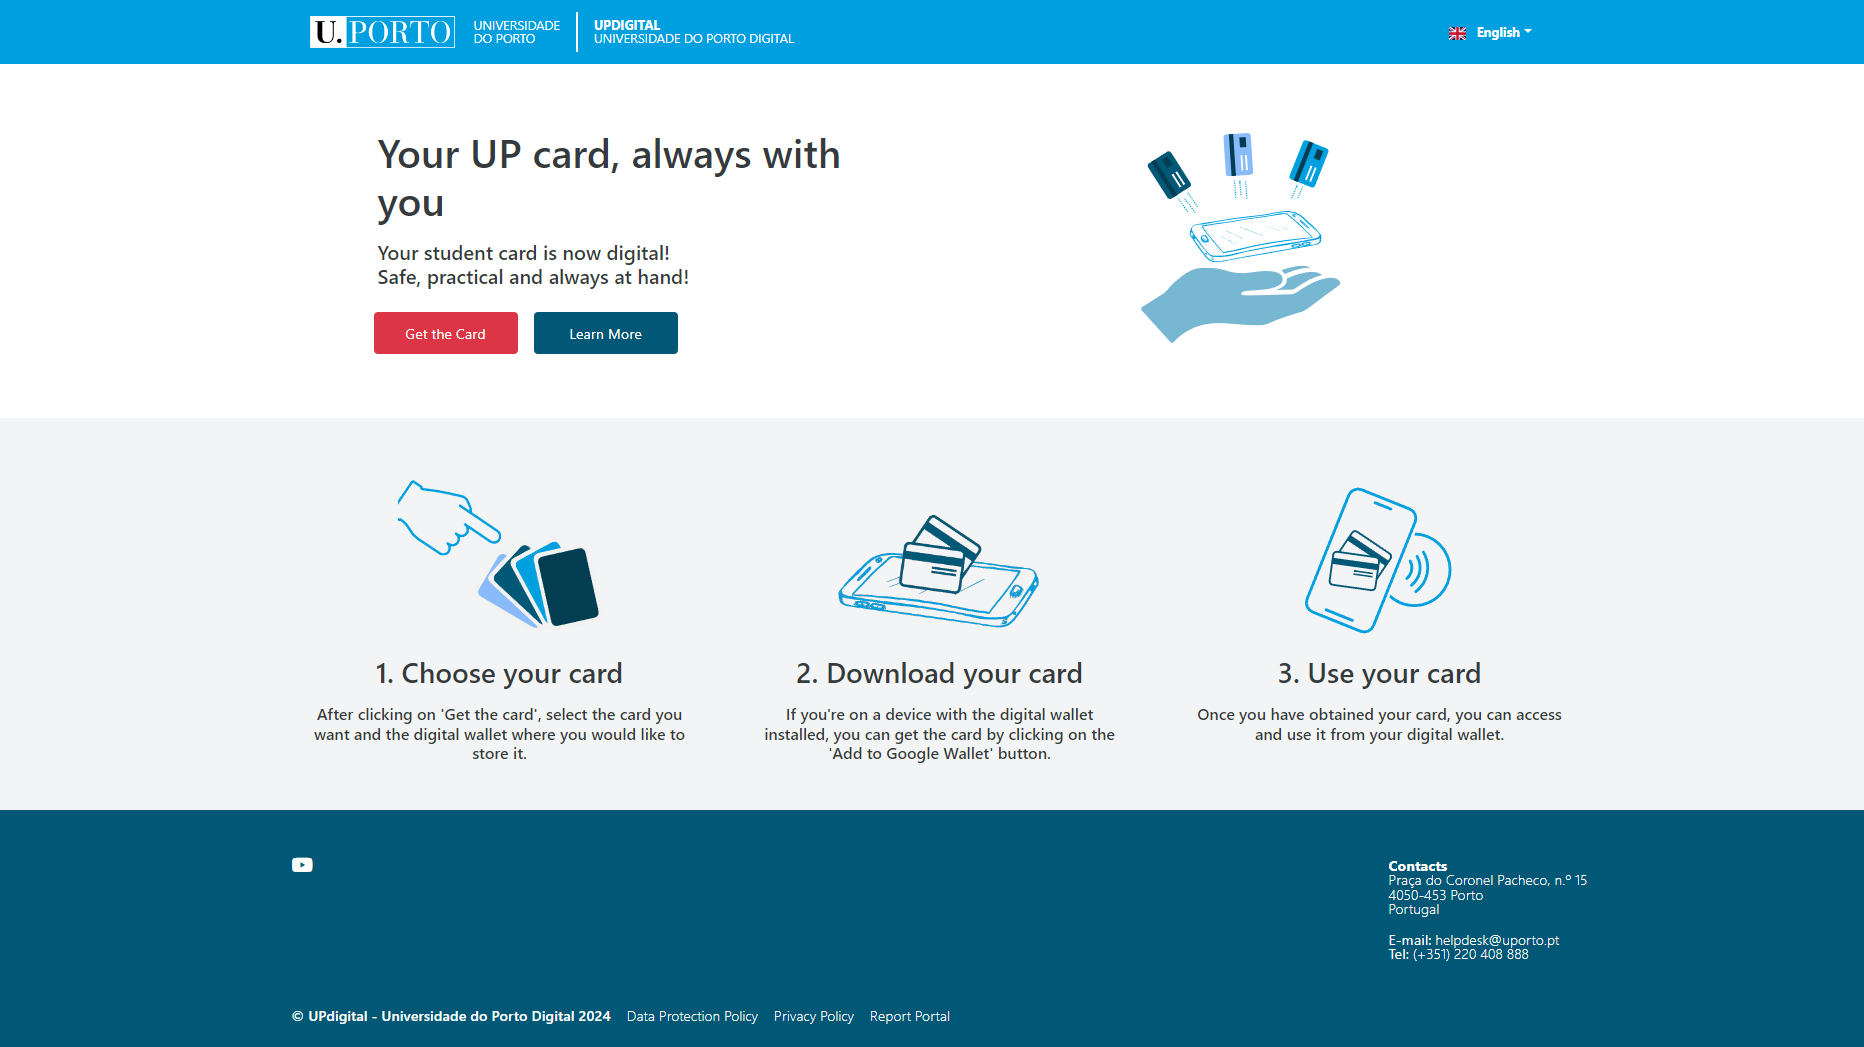 U.PORTO
UNIVERSIDADE
DO PORTO
UPDIGITAL
UNIVERSIDADE DO PORTO DIGITAL
English
Your UP card, always with
you
Your student card is now digital!
Safe, practical and always at hand!
Get the Card
Learn More
1. Choose your card
After clicking on 'Get the card', select the card you
want and the digital wallet where you would like to
store it.
2. Download your card
If you're on a device with the digital wallet
installed, you can get the card by clicking on the
'Add to Google Wallet' button.
3. Use your card
Once you have obtained your card, you can access
and use it from your digital wallet.
Contacts
Praça do Coronel Pacheco, n.º 15
4050-453 Porto
Portugal
E-mail: helpdesk@uporto.pt
Tel: (+351) 220 408 888
© UPdigital - Universidade do Porto Digital 2024
Data Protection Policy
Privacy Policy
Report Portal